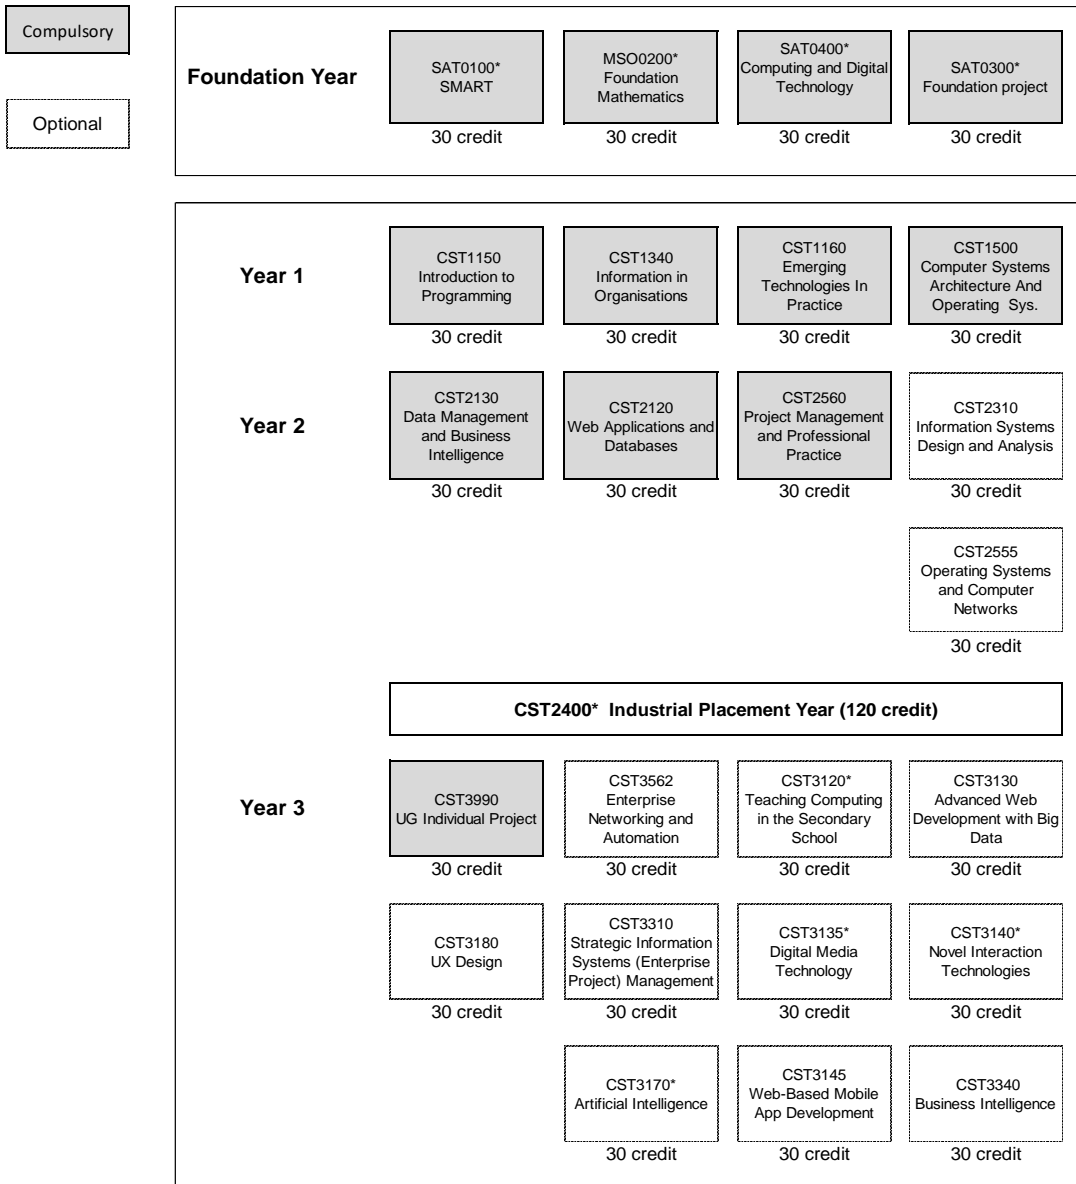 Compulsory
Optional
Foundation Year
SAT0100*
SMART
30 credit
MSO0200*
Foundation
Mathematics
30 credit
SAT0400*
Computing and Digital
Technology
30 credit
SAT0300*
Foundation project
30 credit
Year 1
CST1150
Introduction to
Programming
30 credit
CST1340
Information in
Organisations
30 credit
CST1160
Emerging
Technologies In
Practice
30 credit
CST1500
Computer Systems
Architecture And
Operating Sys.
30 credit
Year 2
CST2130
Data Management
and Business
Intelligence
30 credit
CST2120
Web Applications and
Databases
30 credit
CST2560
Project Management
and Professional
Practice
30 credit
CST2310
Information Systems
Design and Analysis
30 credit
CST2555
Operating Systems
and Computer
Networks
30 credit
CST2400* Industrial Placement Year (120 credit)
Year 3
CST3990
UG Individual Project
30 credit
CST3562
Enterprise
Networking and
Automation
30 credit
CST3120*
Teaching Computing
in the Secondary
School
30 credit
CST3130
Advanced Web
Development with Big
Data
30 credit
CST3180
UX Design
30 credit
CST3310
Strategic Information
Systems (Enterprise
Project) Management
30 credit
CST3135*
Digital Media
Technology
30 credit
CST3140*
Novel Interaction
Technologies
30 credit
CST3170*
Artificial Intelligence
30 credit
CST3145
Web-Based Mobile
App Development
30 credit
CST3340
Business Intelligence
30 credit